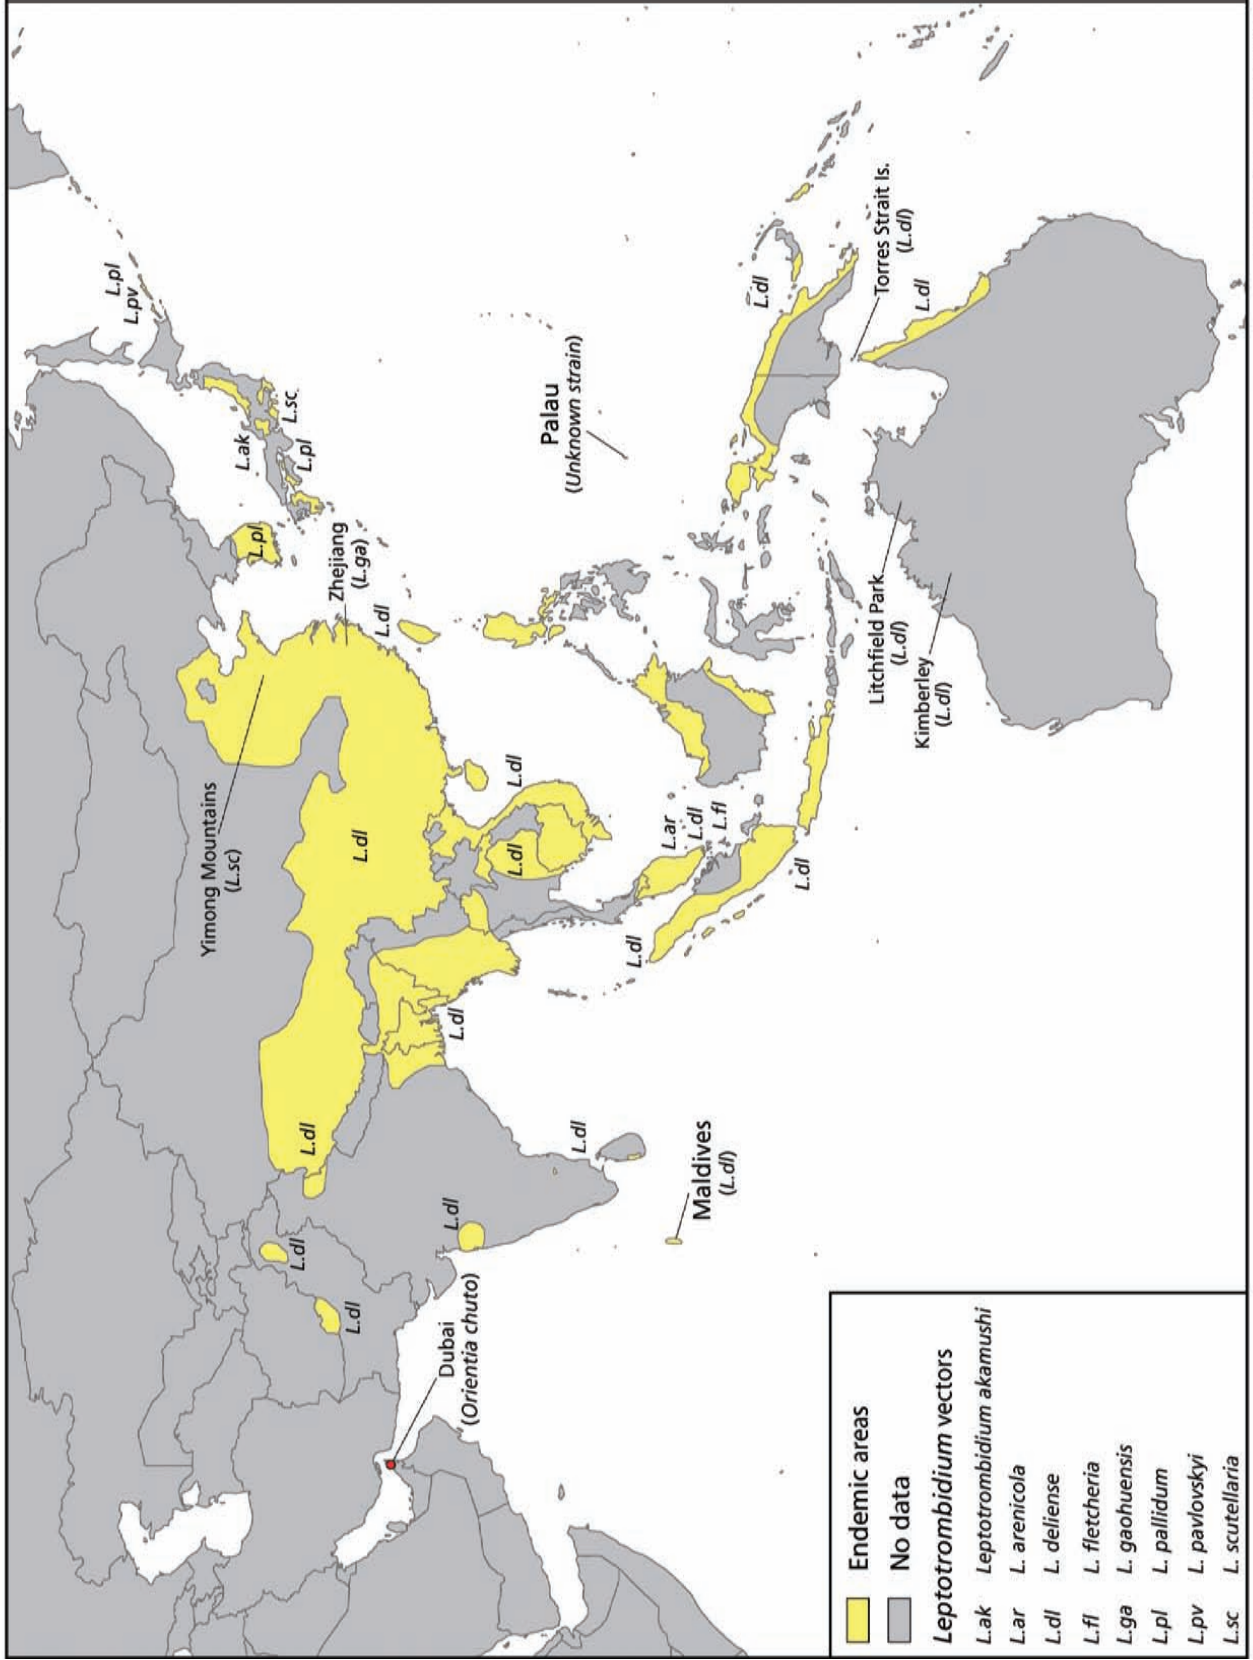 L.pl
L.pv
L.ak
L.sc
L.pl
L.pl
Yimong Mountains
(L.sc)
Zhejiang
(L.ga)
Palau
(Unknown strain)
L.dl
L.dl
L.dl
L.dl
L.dl
L.dl
L.dl
L.dl
L.dl
L.dl
L.dl
L.ar
L.dl
L.fl
L.dl
L.dl
L.dl
L.dl
Torres Strait Is.
(L.dl)
Litchfield Park
(L.dl)
Kimberley
(L.dl)
Maldives
(L.dl)
Dubai
(Orientia chuto)
Endemic areas
No data
Leptotrombidium vectors
L.ak Leptotrombidium akamushi
L.ar L. arenicola
L.dl L. deliense
L.fl L. fletcheria
L.ga L. gaohuensis
L.pl L. pallidum
L.pv L. pavlovskyi
L.sc L. scutellaria